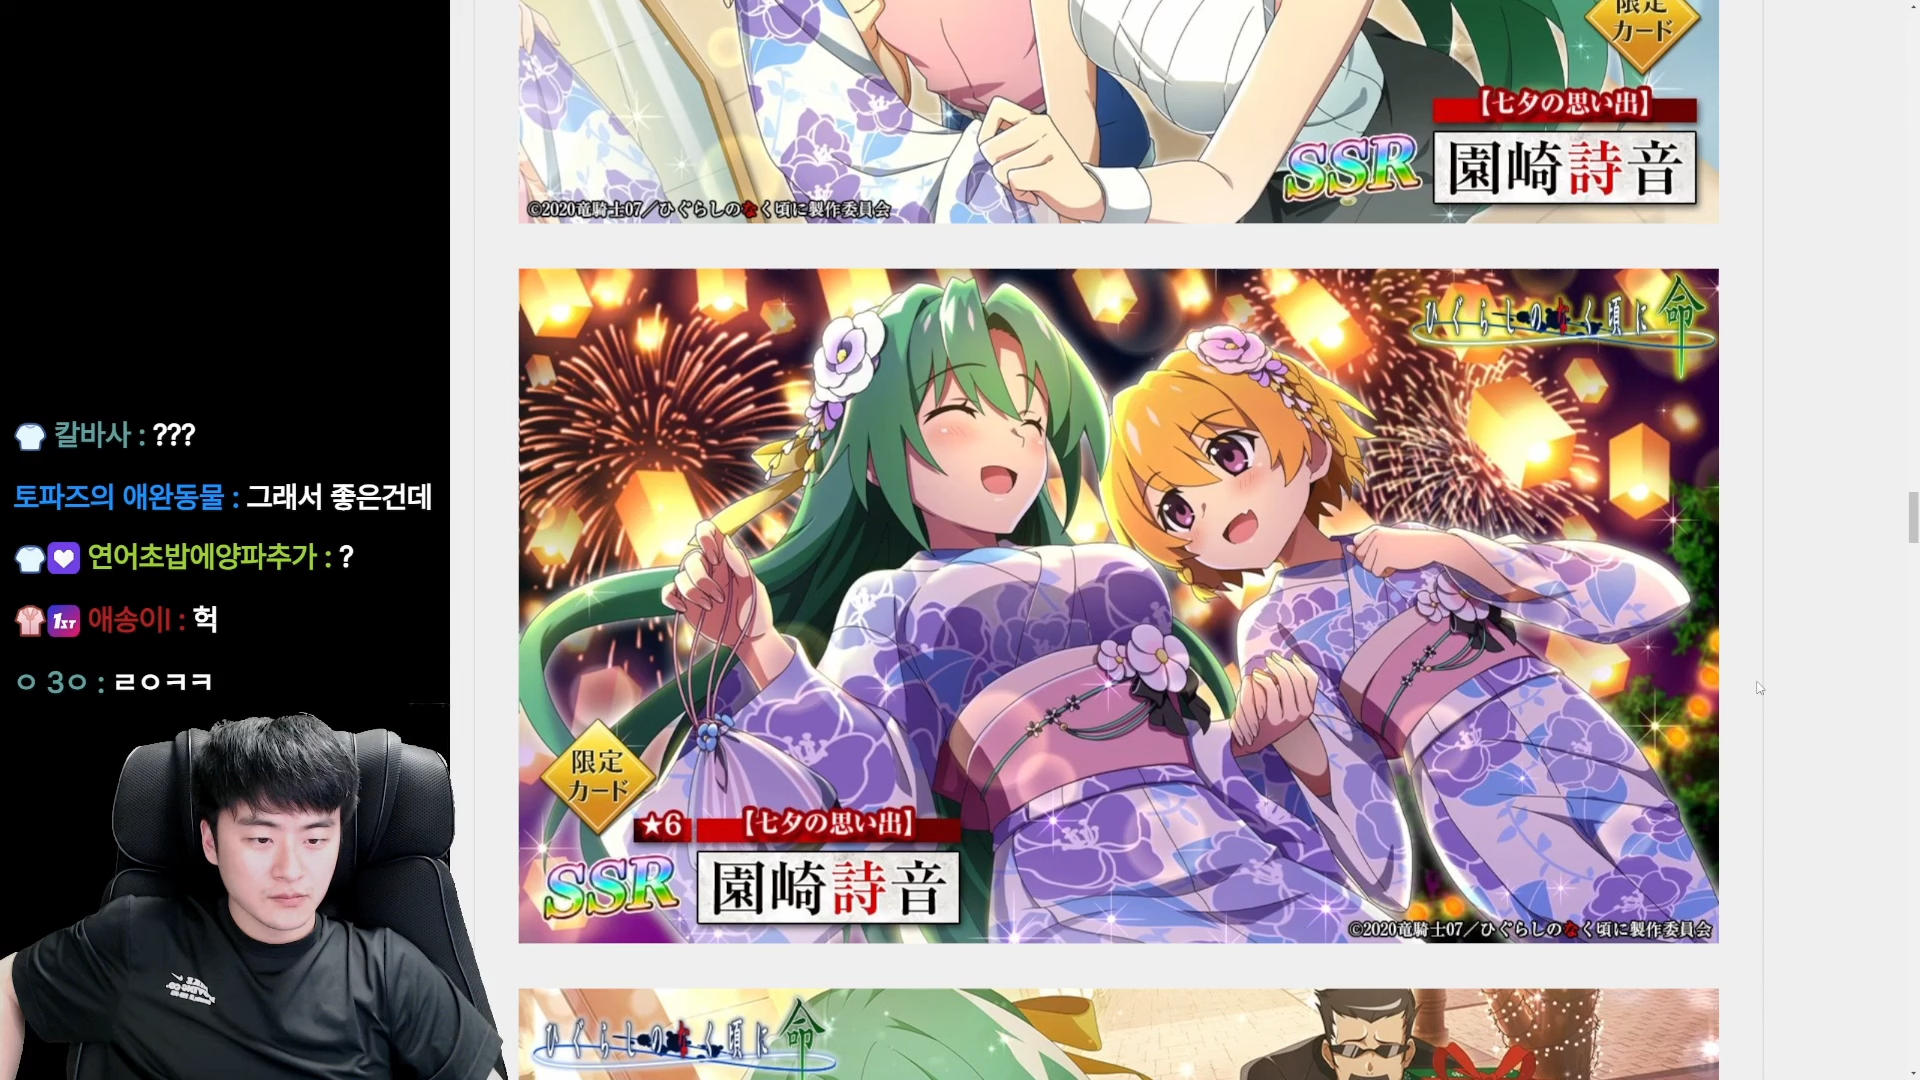 칼바사 : ???
토파즈의 애완동물 : 그래서 좋은건데
연어초밥에양파추가 : ?
1ST 애송이l : 헉
ㅇ 3ㅇ : ㄹㅇㅋㅋ
限定
カード
【七夕の思い出】
SSR 園崎詩音
©2020竜騎士07/ひぐらしのなく頃に製作委員会
ひぐらしのなく頃に 命
限定
カード
★6 【七夕の思い出】
SSR 園崎詩音
©2020竜騎士07/ひぐらしのなく頃に製作委員会
ひぐらしのなく頃に 命